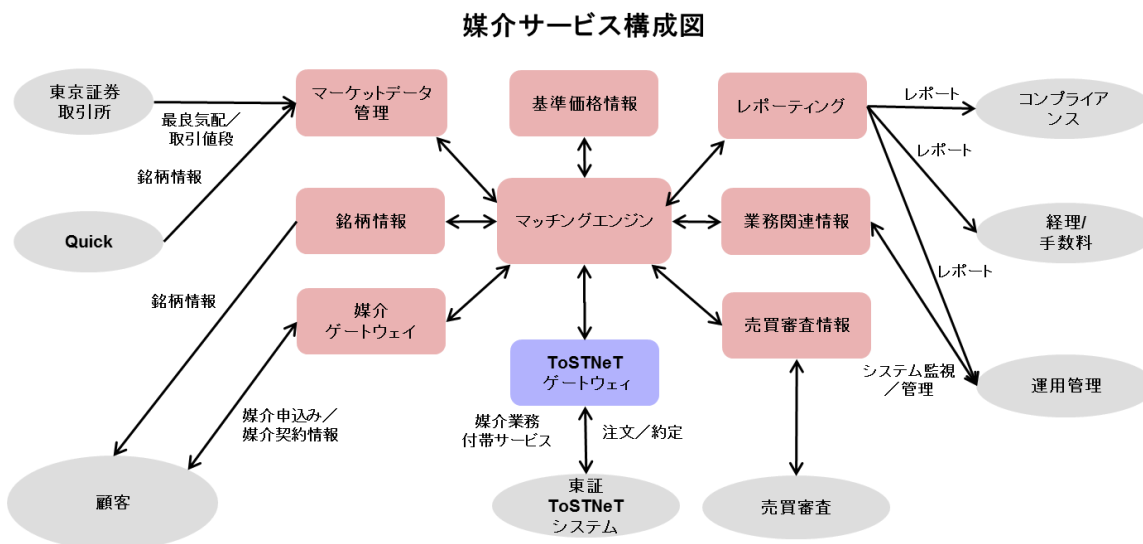 媒介サービス構成図
東京証券
取引所
マーケットデータ
管理
基準価格情報
レポーティング
レポート
コンプライア
ンス
最良気配／
取引値段
レポート
銘柄情報
銘柄情報
マッチングエンジン
業務関連情報
経理/
手数料
Quick
レポート
銘柄情報
媒介
ゲートウェイ
売買審査情報
ToSTNeT
ゲートウェィ
システム監視
／管理
運用管理
媒介申込み／
媒介契約情報
媒介業務
付帯サービス
注文／約定
顧客
東証
ToSTNeT
システム
売買審査